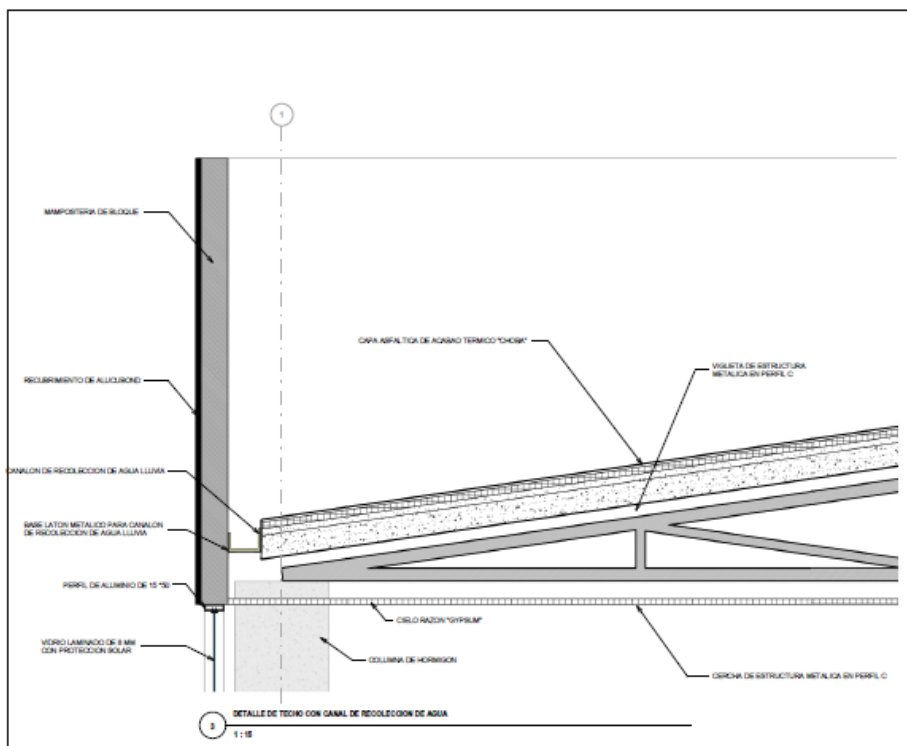 1
MAMPOSTERIA DE BLOQUE
CAPA ASFALTICA DE ACABAO TERMICO "CHOBA"
VIGUETA DE ESTRUCTURA
METALICA EN PERFIL C
RECUBRIMIENTO DE ALUCUBOND
CANALON DE RECOLECCION DE AGUA LLUVIA
BASE LATON METALICO PARA CANALON
DE RECOLECCION DE AGUA LLLUVIA
PERFIL DE ALUMINIO DE 15 *50
CIELO RAZON "GYPSUM"
VIDRIO LAMINADO DE 8 MM
CON PROTECCION SOLAR
COLUMNA DE HORMIGON
CERCHA DE ESTRUCTURA METALICA EN PERFIL C
3
DETALLE DE TECHO CON CANAL DE RECOLECCION DE AGUA
1 : 15